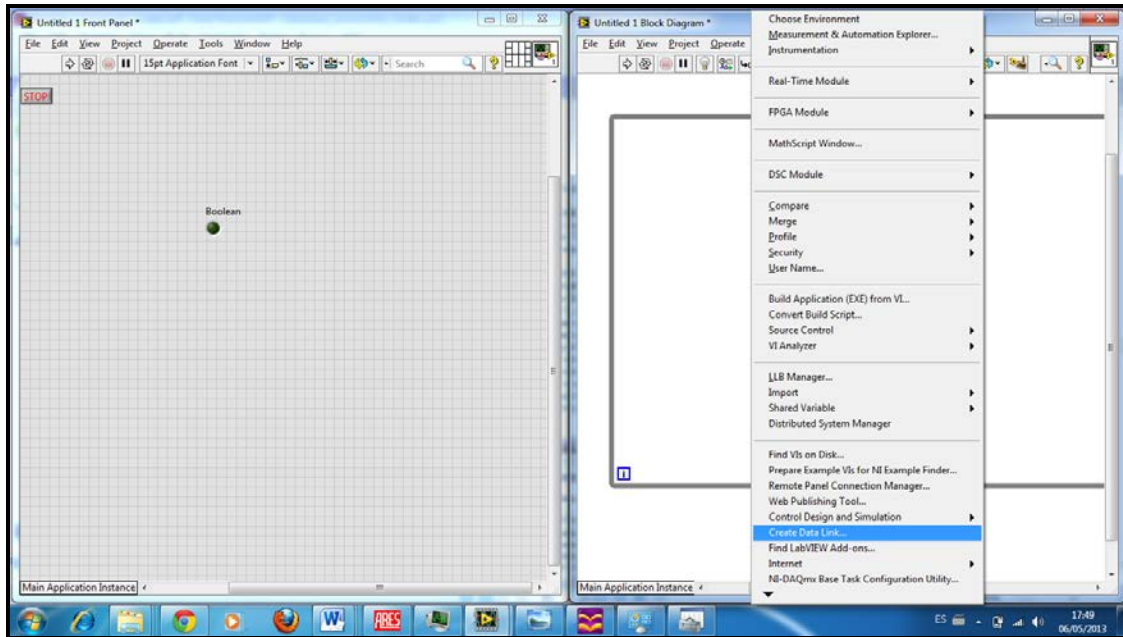 Untitled 1 Front Panel *
File Edit View Project Operate Tools Window Help
15pt Application Font
Search
STOP
Boolean
Main Application Instance
Untitled 1 Block Diagram *
File Edit View Project Operate
Choose Environment
Measurement & Automation Explorer...
Instrumentation
Real-Time Module
FPGA Module
MathScript Window...
DSC Module
Compare
Merge
Profile
Security
User Name...
Build Application (EXE) from VI...
Convert Build Script...
Source Control
VI Analyzer
LLB Manager...
Import
Shared Variable
Distributed System Manager
Find VIs on Disk...
Prepare Example VIs for NI Example Finder...
Remote Panel Connection Manager...
Web Publishing Tool...
Control Design and Simulation
Create Data Link...
Find LabVIEW Add-ons...
Internet
NI-DAQmx Base Task Configuration Utility...
i
Main Application Instance
W
ARES
ES
17:49
06/05/2013